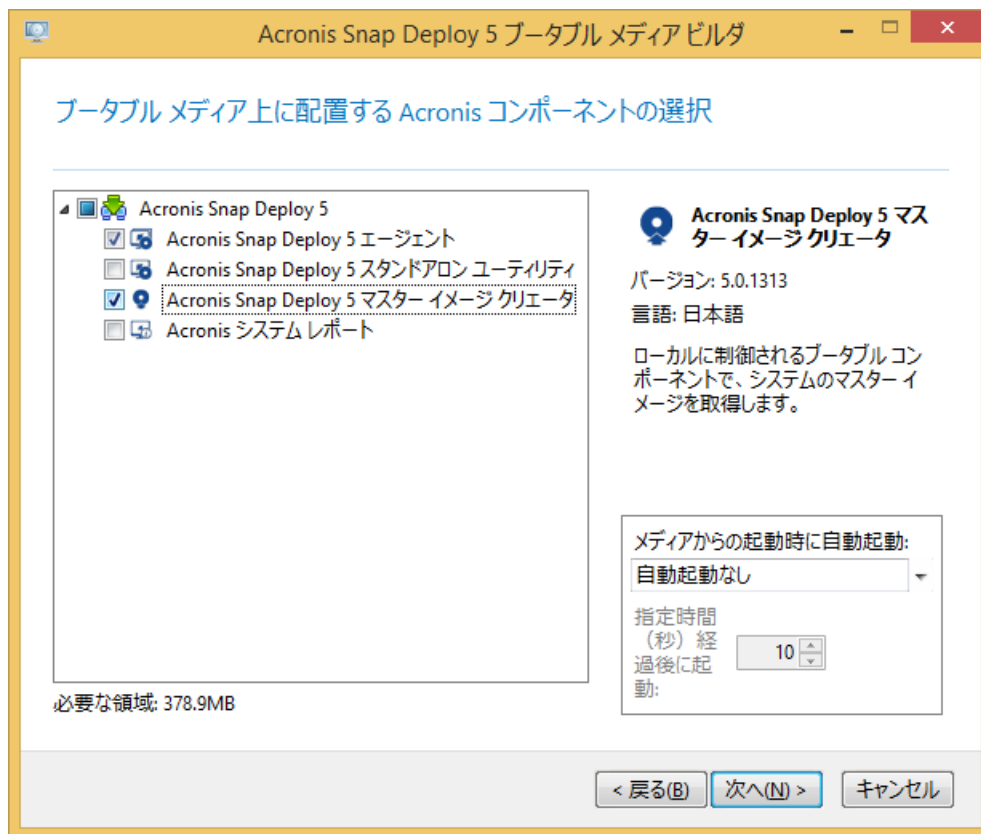 Acronis Snap Deploy 5 ブータブル メディア ビルダ
ブータブル メディア上に配置する Acronis コンポーネントの選択
Acronis Snap Deploy 5
Acronis Snap Deploy 5 エージェント
Acronis Snap Deploy 5 スタンドアロン ユーティリティ
Acronis Snap Deploy 5 マスター イメージ クリエータ
Acronis システム レポート
必要な領域: 378.9MB
Acronis Snap Deploy 5 マス
ター イメージ クリエータ
バージョン: 5.0.1313
言語: 日本語
ローカルに制御されるブータブル コン
ポーネントで、システムのマスター イ
メージを取得します。
メディアからの起動時に自動起動:
自動起動なし
指定時間
（秒）経
過後に起
動:
10
< 戻る(B)
次へ(N) >
キャンセル